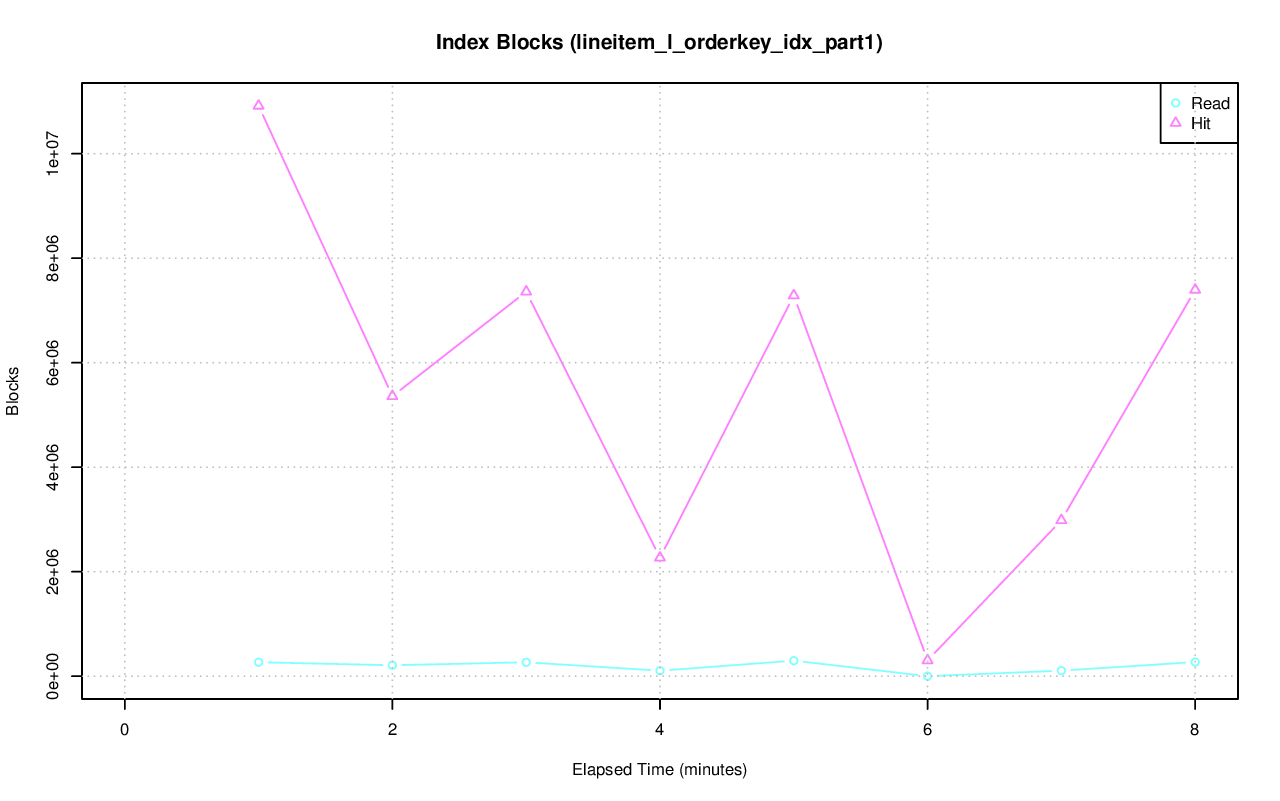 Index Blocks (lineitem_l_orderkey_idx_part1)
Read
Hit
1e+07
8e+06
6e+06
4e+06
2e+06
0e+00
Blocks
0 2 4 6 8
Elapsed Time (minutes)